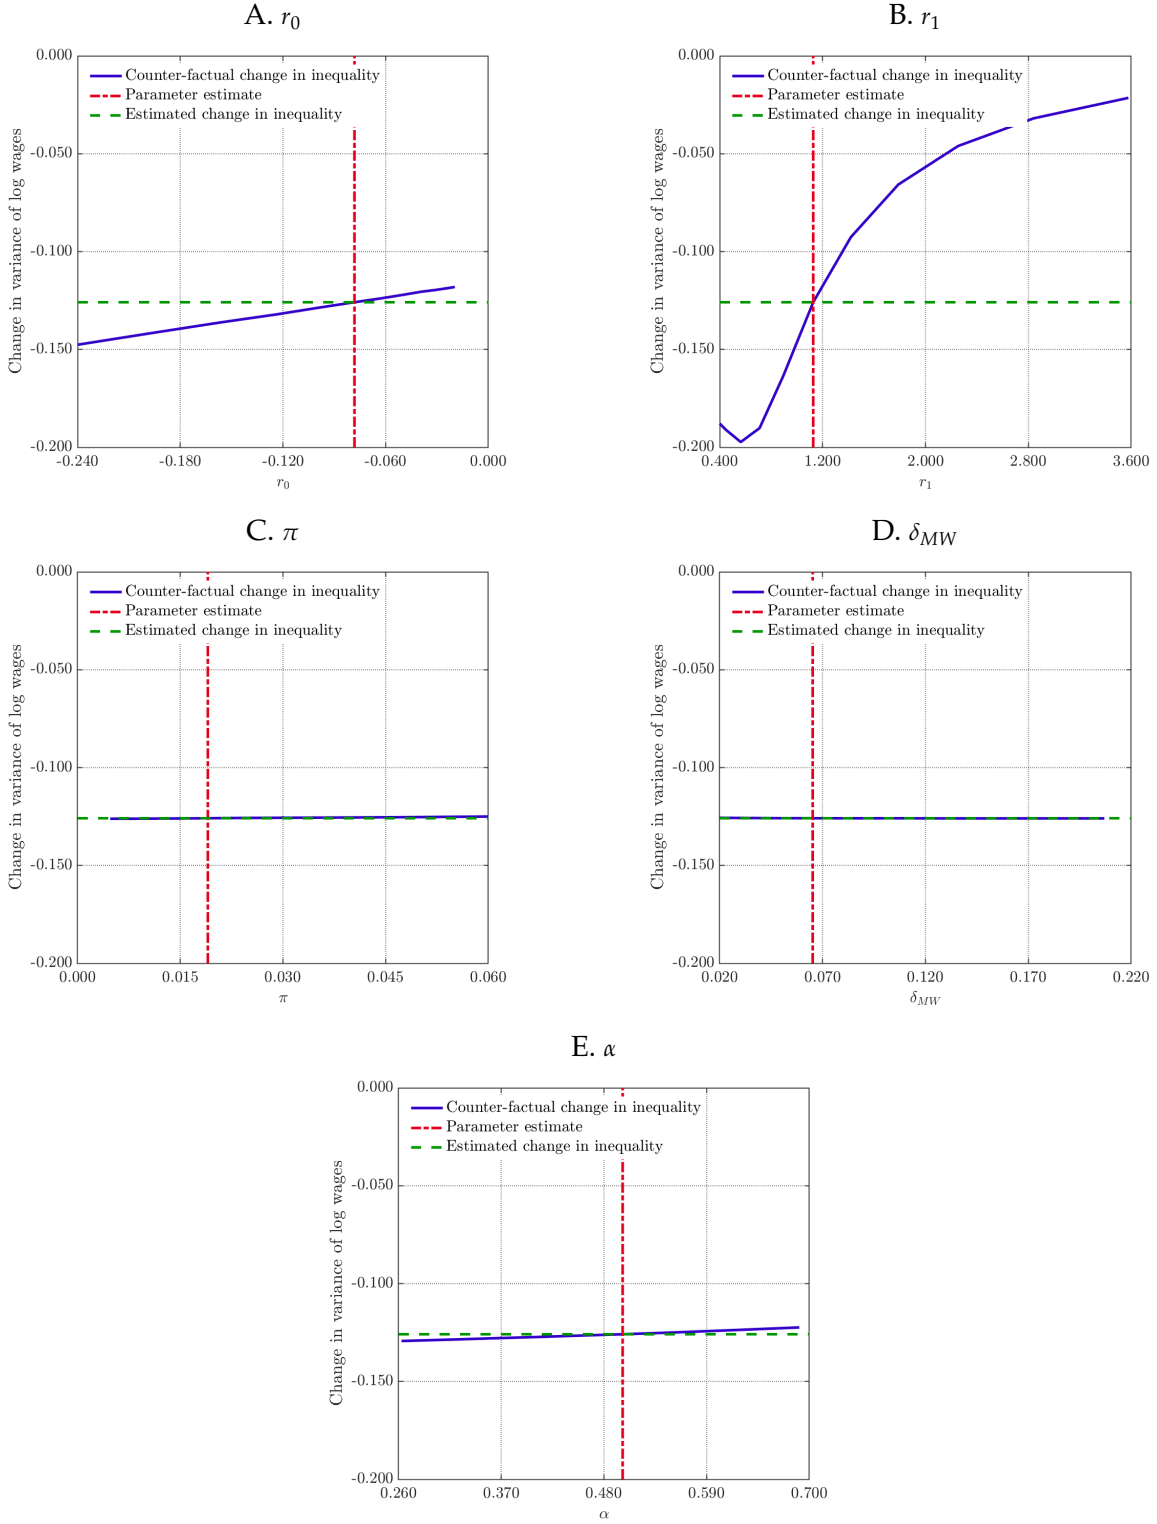 A. r₀
0.000
Counter-factual change in inequality
Parameter estimate
Estimated change in inequality
-0.050
-0.100
-0.150
-0.200
Change in variance of log wages
-0.240 -0.180 -0.120 -0.060 0.000
r₀
B. r₁
0.000
Counter-factual change in inequality
Parameter estimate
Estimated change in inequality
-0.050
-0.100
-0.150
-0.200
Change in variance of log wages
0.400 1.200 2.000 2.800 3.600
r₁
C. π
0.000
Counter-factual change in inequality
Parameter estimate
Estimated change in inequality
-0.050
-0.100
-0.150
-0.200
Change in variance of log wages
0.000 0.015 0.030 0.045 0.060
π
D. δ_MW
0.000
Counter-factual change in inequality
Parameter estimate
Estimated change in inequality
-0.050
-0.100
-0.150
-0.200
Change in variance of log wages
0.020 0.070 0.120 0.170 0.220
δ_MW
E. α
0.000
Counter-factual change in inequality
Parameter estimate
Estimated change in inequality
-0.050
-0.100
-0.150
-0.200
Change in variance of log wages
0.260 0.370 0.480 0.590 0.700
α